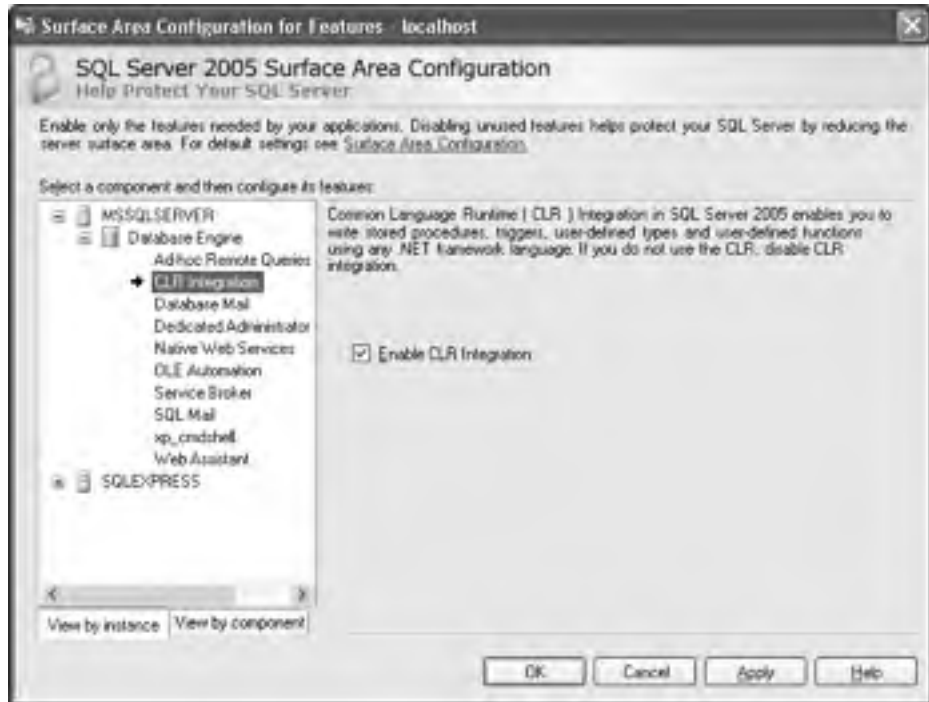 Surface Area Configuration for Features - localhost
SQL Server 2005 Surface Area Configuration
Help Protect Your SQL Server
Enable only the features needed by your applications. Disabling unused features helps protect your SQL Server by reducing the
server surface area. For default settings see Surface Area Configuration.
Select a component and then configure its features:
MSSQLSERVER
Database Engine
Ad hoc Remote Queries
CLR Integration
Database Mail
Dedicated Administrator
Native Web Services
OLE Automation
Service Broker
SQL Mail
xp_cmdshell
Web Assistant
SQLEXPRESS
View by instance
View by component
Common Language Runtime ( CLR ) Integration in SQL Server 2005 enables you to
write stored procedures, triggers, user-defined types and user-defined functions
using any .NET framework language. If you do not use the CLR, disable CLR
integration.
Enable CLR Integration
OK
Cancel
Apply
Help